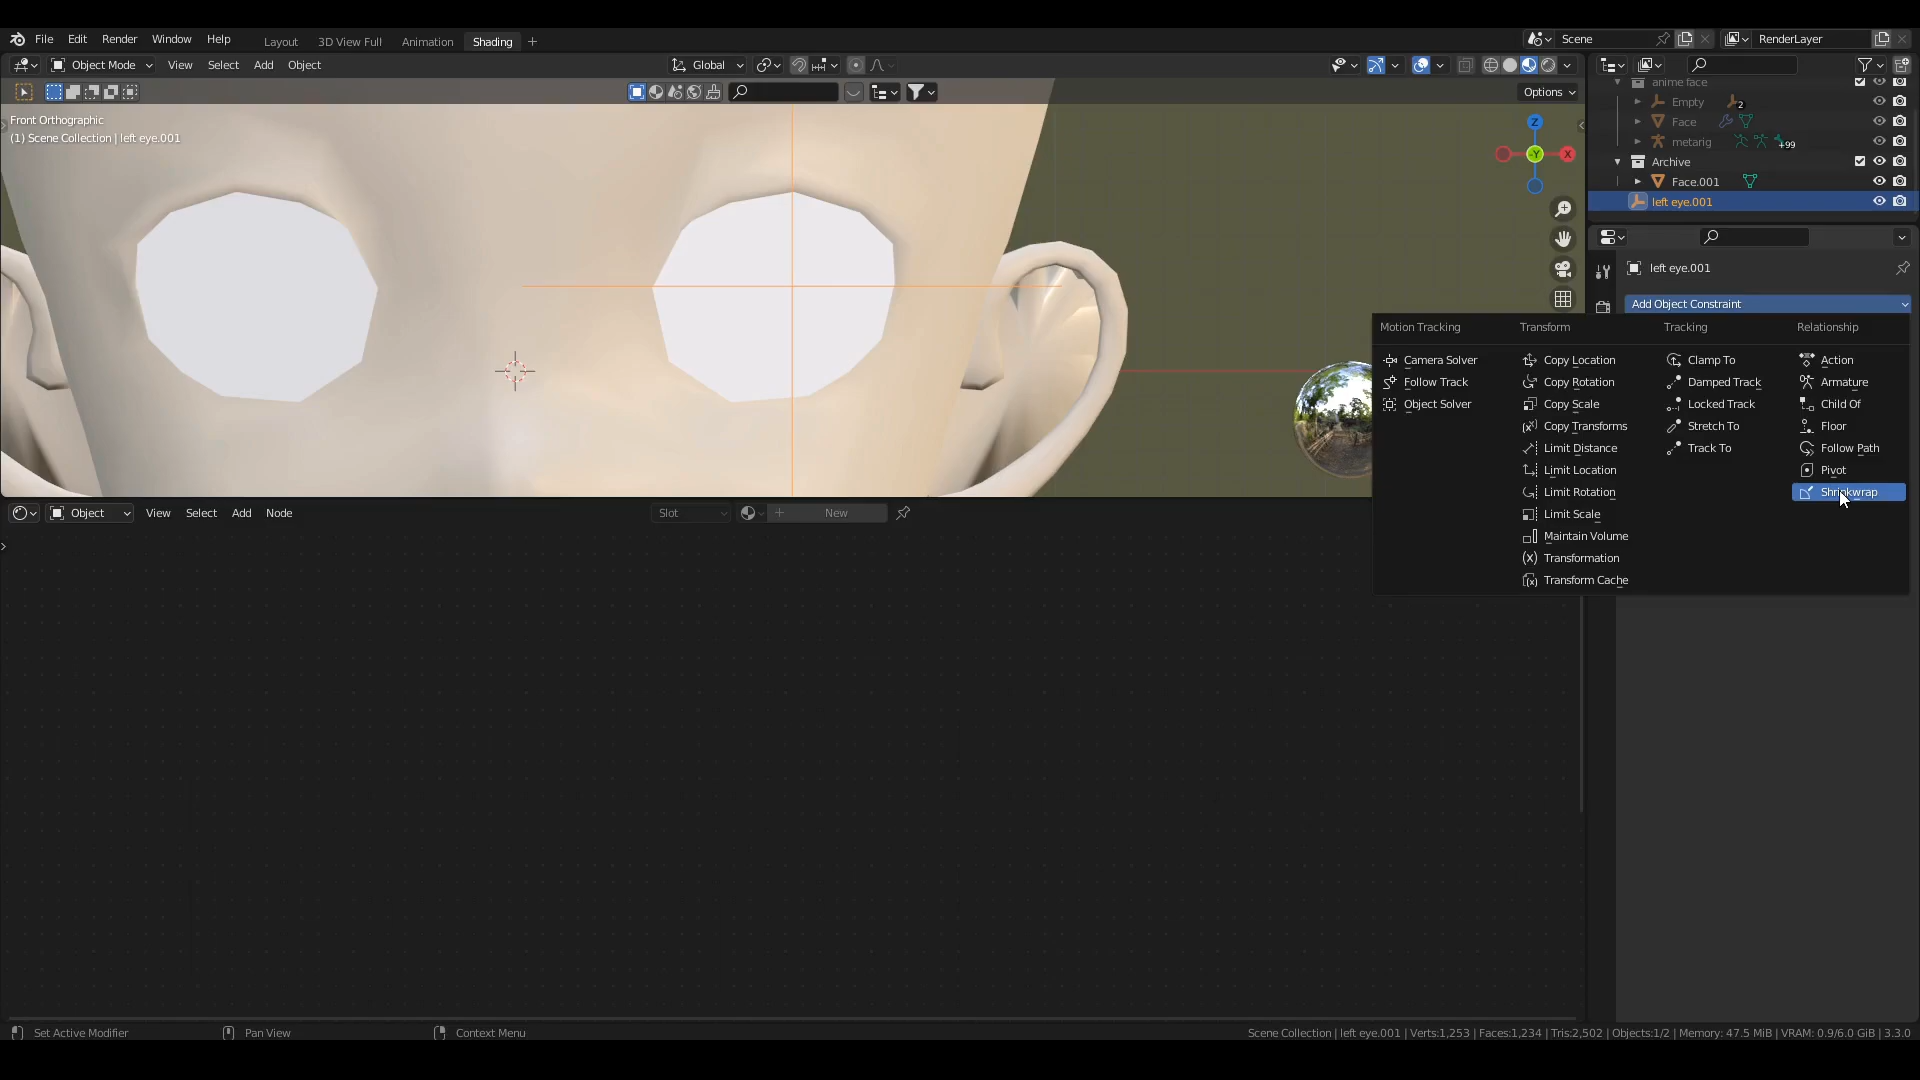 File Edit Render Window Help
Layout 3D View Full Animation Shading
Scene
RenderLayer
Object Mode View Select Add Object
Global
Options
Front Orthographic
(1) Scene Collection | left eye.001
Z
-Y
X
anime face
Empty 2
Face
metarig +99
Archive
Face.001
left eye.001
left eye.001
Add Object Constraint
Motion Tracking Transform Tracking Relationship
Camera Solver Copy Location Clamp To Action
Follow Track Copy Rotation Damped Track Armature
Object Solver Copy Scale Locked Track Child Of
Copy Transforms Stretch To Floor
Limit Distance Track To Follow Path
Limit Location Pivot
Limit Rotation Shrinkwrap
Limit Scale
Maintain Volume
Transformation
Transform Cache
Object View Select Add Node
Slot
New
Set Active Modifier
Pan View
Context Menu
Scene Collection | left eye.001 | Verts:1,253 | Faces:1,234 | Tris:2,502 | Objects:1/2 | Memory: 47.5 MiB | VRAM: 0.9/6.0 GiB | 3.3.0